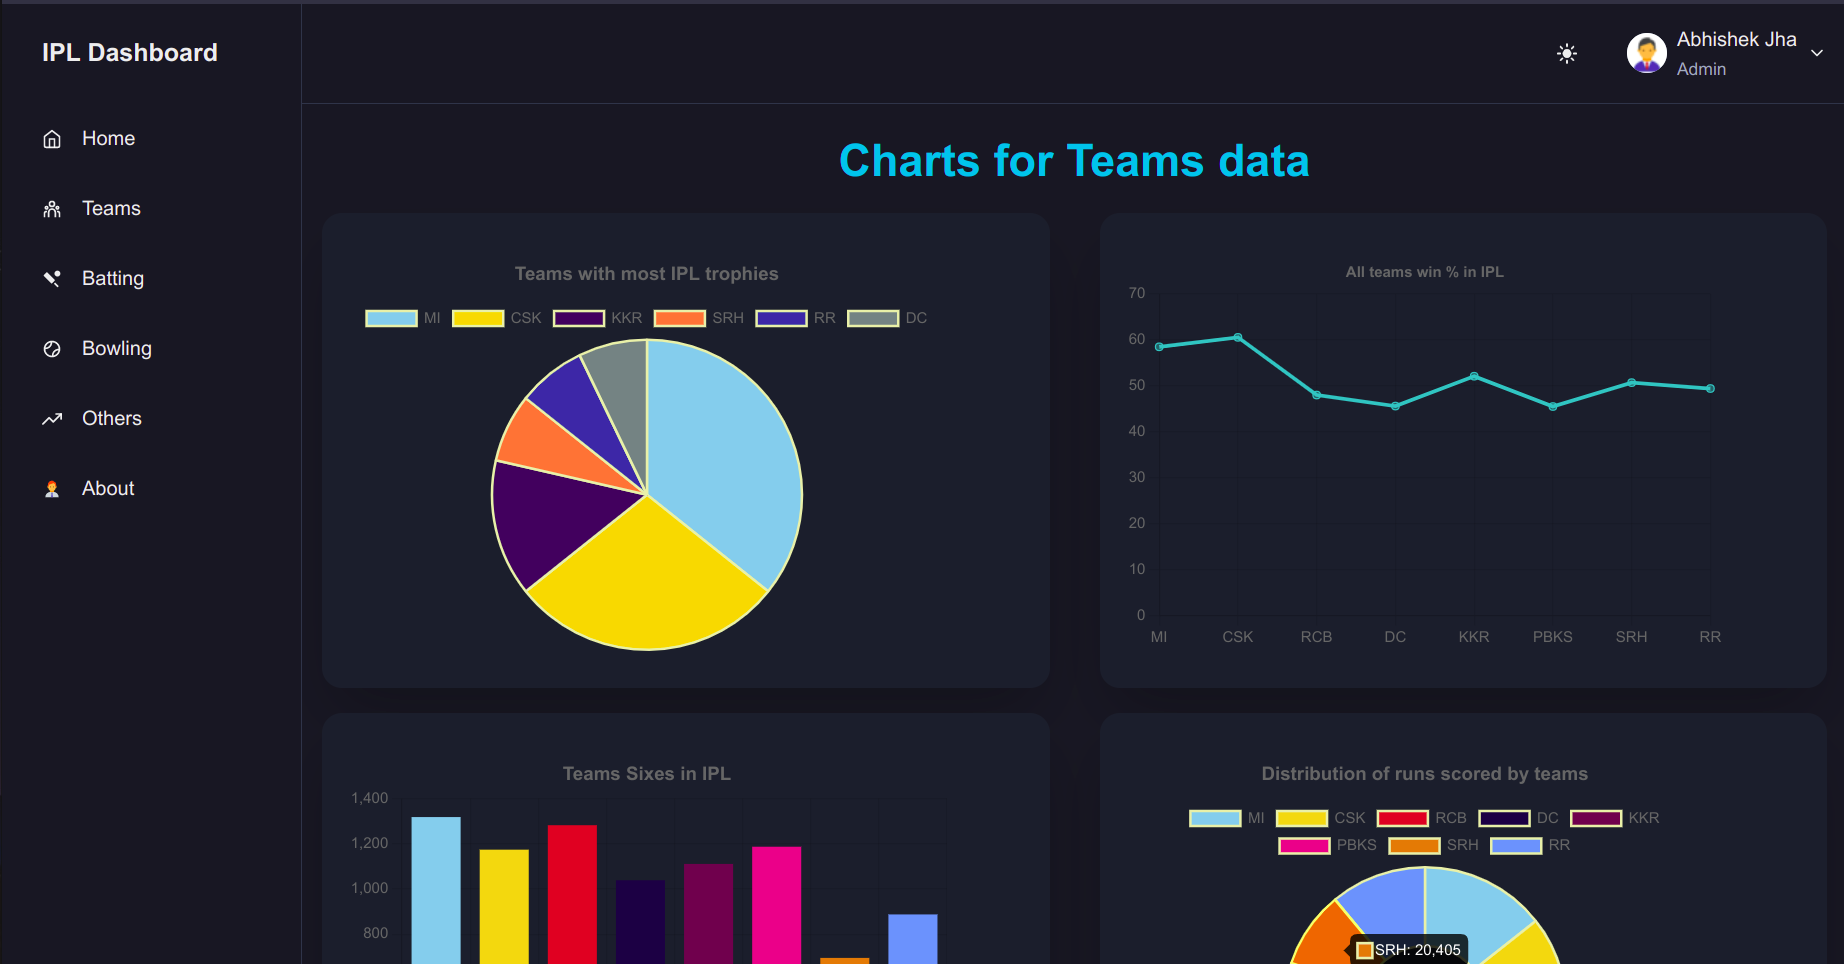 IPL Dashboard
Home
Teams
Batting
Bowling
Others
About
Abhishek Jha
Admin
Charts for Teams data
Teams with most IPL trophies
MI CSK KKR SRH RR DC
All teams win % in IPL
70
60
50
40
30
20
10
0
MI CSK RCB DC KKR PBKS SRH RR
Teams Sixes in IPL
1,400
1,200
1,000
800
Distribution of runs scored by teams
MI CSK RCB DC KKR
PBKS SRH RR
SRH: 20,405